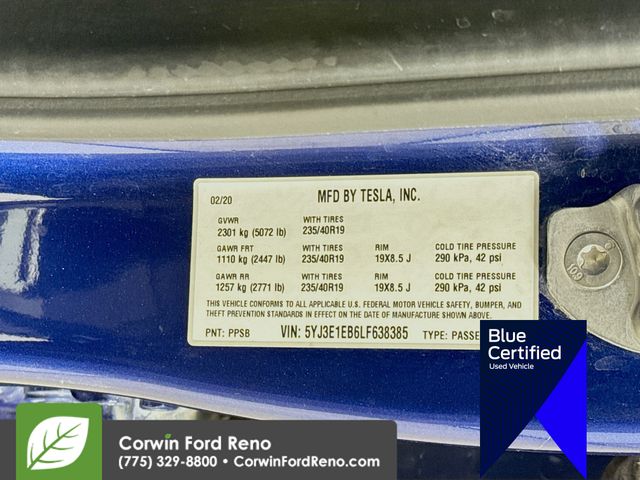 02/20 MFD BY TESLA, INC.
GVWR WITH TIRES
2301 kg (5072 lb) 235/40R19
GAWR FRT WITH TIRES RIM COLD TIRE PRESSURE
1110 kg (2447 lb) 235/40R19 19X8.5 J 290 kPa, 42 psi
GAWR RR WITH TIRES RIM COLD TIRE PRESSURE
1257 kg (2771 lb) 235/40R19 19X8.5 J 290 kPa, 42 psi
THIS VEHICLE CONFORMS TO ALL APPLICABLE U.S. FEDERAL MOTOR VEHICLE SAFETY, BUMPER, AND
THEFT STANDARDS IN EFFECT ON THE DATE OF MANUFACTURE SHOWN ABOVE.
PNT: PPSB VIN: 5YJ3E1EB6LF638385 TYPE: PASSE
109
Blue
Certified
Used Vehicle
Corwin Ford Reno
(775) 329-8800 • CorwinFordReno.com